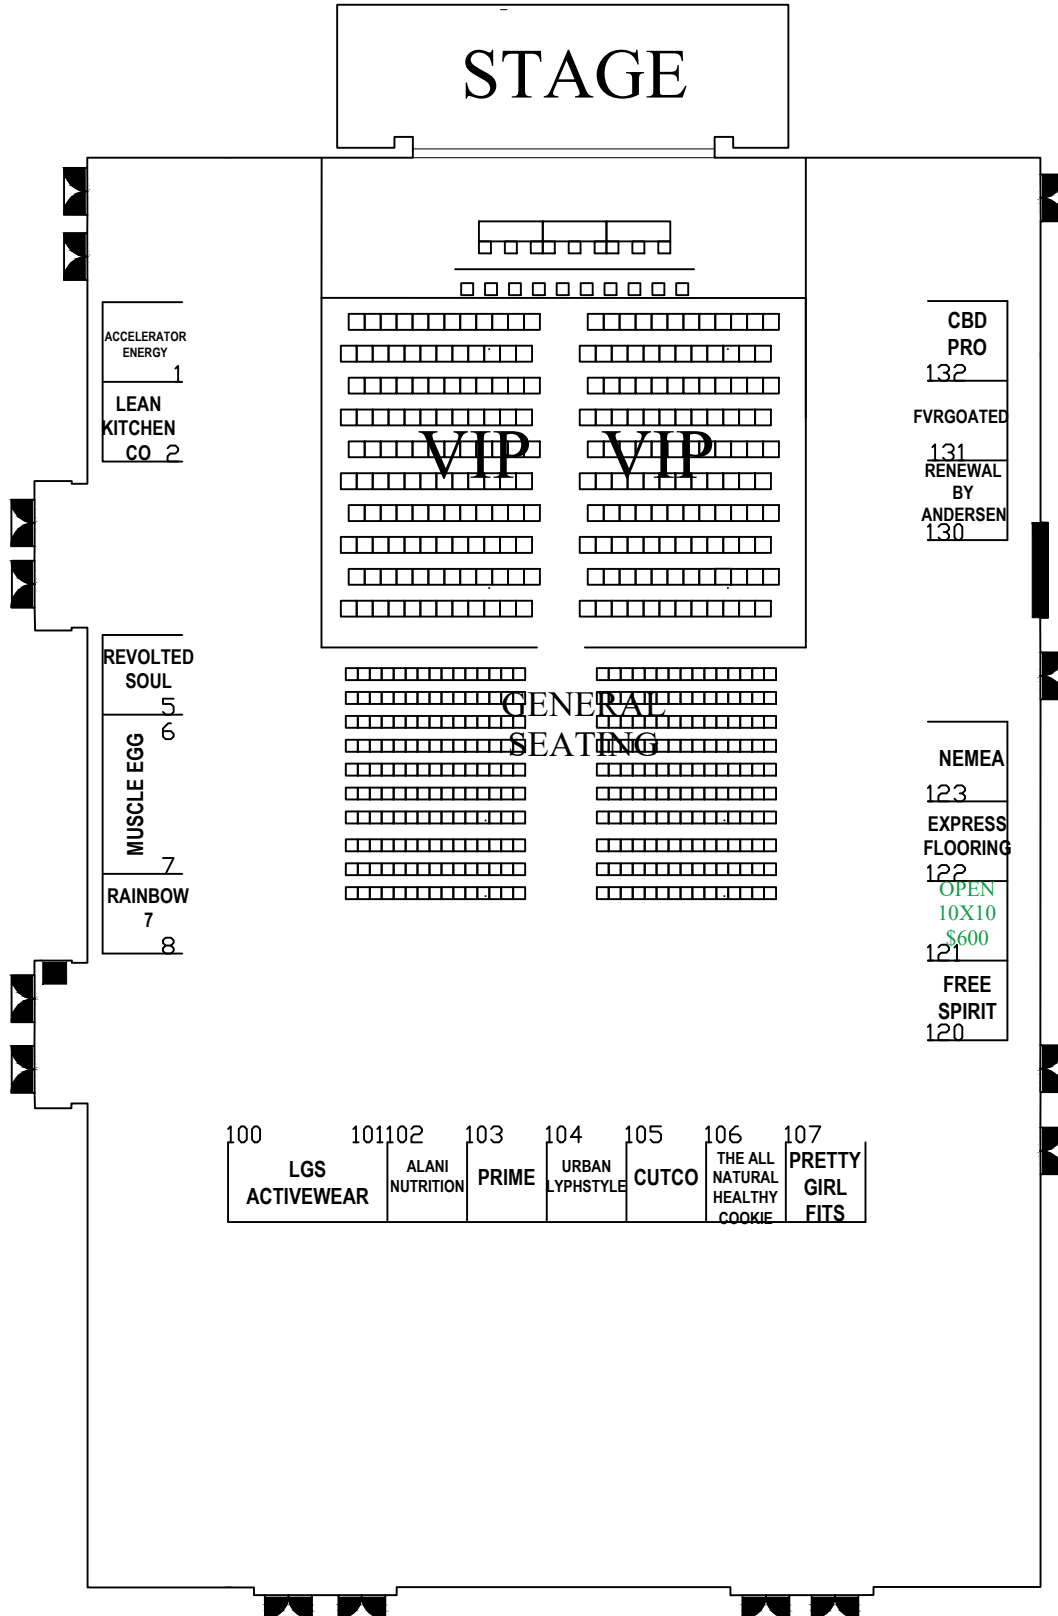 STAGE
ACCELERATOR
ENERGY
1
LEAN
KITCHEN
CO 2
CBD
PRO
132
FVRGOATED
131
RENEWAL
BY
ANDERSEN
130
VIP VIP
REVOLTED
SOUL
5
6
MUSCLE EGG
7
RAINBOW
7
8
GENERAL
SEATING
NEMEA
123
EXPRESS
FLOORING
122
OPEN
10X10
$600
121
FREE
SPIRIT
120
100 101 102 103 104 105 106 107
LGS
ACTIVEWEAR
ALANI
NUTRITION
PRIME
URBAN
LYPHSTYLE
CUTCO
THE ALL
NATURAL
HEALTHY
COOKIE
PRETTY
GIRL
FITS